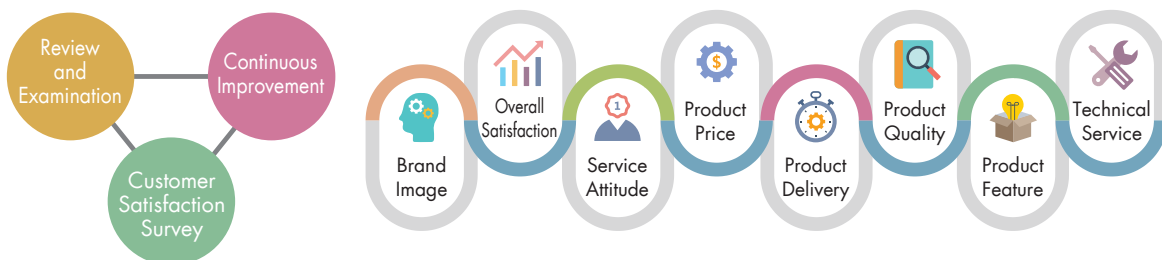 Review
and
Examination
Continuous
Improvement
Customer
Satisfaction
Survey
Brand
Image
Overall
Satisfaction
1
Service
Attitude
$
Product
Price
Product
Delivery
Product
Quality
Product
Feature
Technical
Service